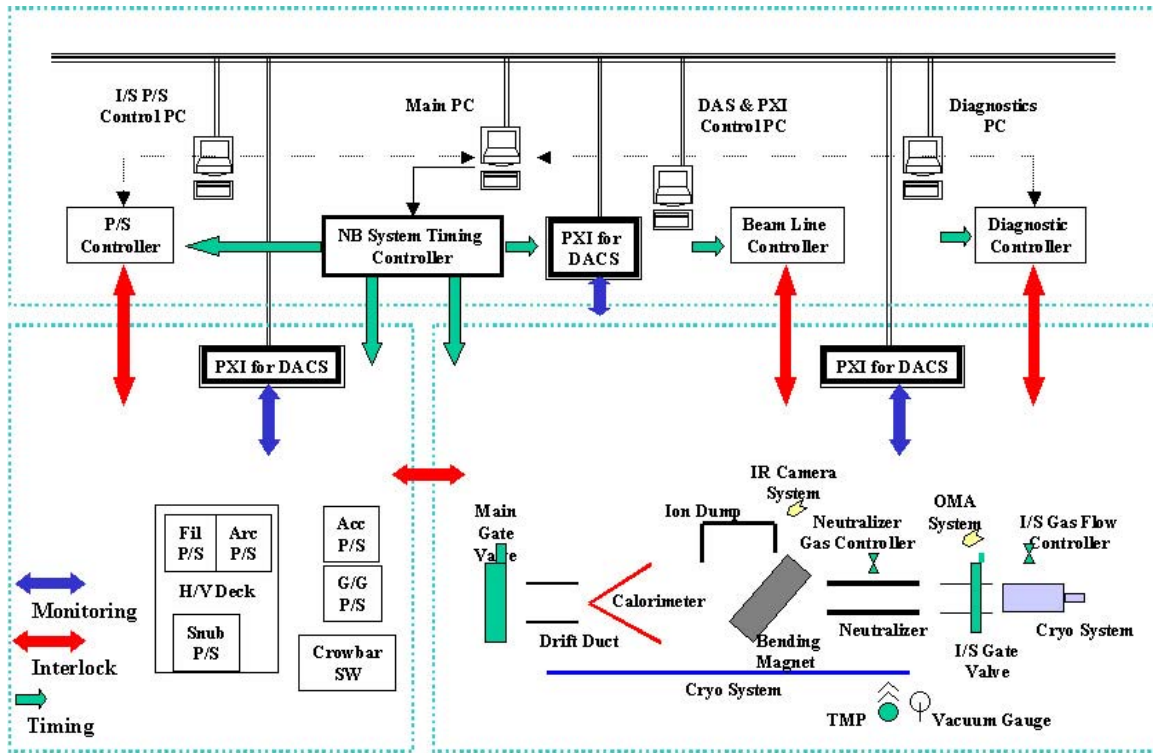 I/S P/S
Control PC
Main PC
DAS & PXI
Control PC
Diagnostics
PC
P/S
Controller
NB System Timing
Controller
PXI for
DACS
Beam Line
Controller
Diagnostic
Controller
PXI for DACS
PXI for DACS
Fil
P/S
Arc
P/S
H/V Deck
Snub
P/S
Acc
P/S
G/G
P/S
Crowbar
SW
Monitoring
Interlock
Timing
Main
Gate
Valve
Drift Duct
Calorimeter
Ion Dump
IR Camera
System
Bending
Magnet
Neutralizer
Gas Controller
Neutralizer
OMA
System
I/S Gate
Valve
I/S Gas Flow
Controller
Cryo System
Cryo System
TMP
Vacuum Gauge